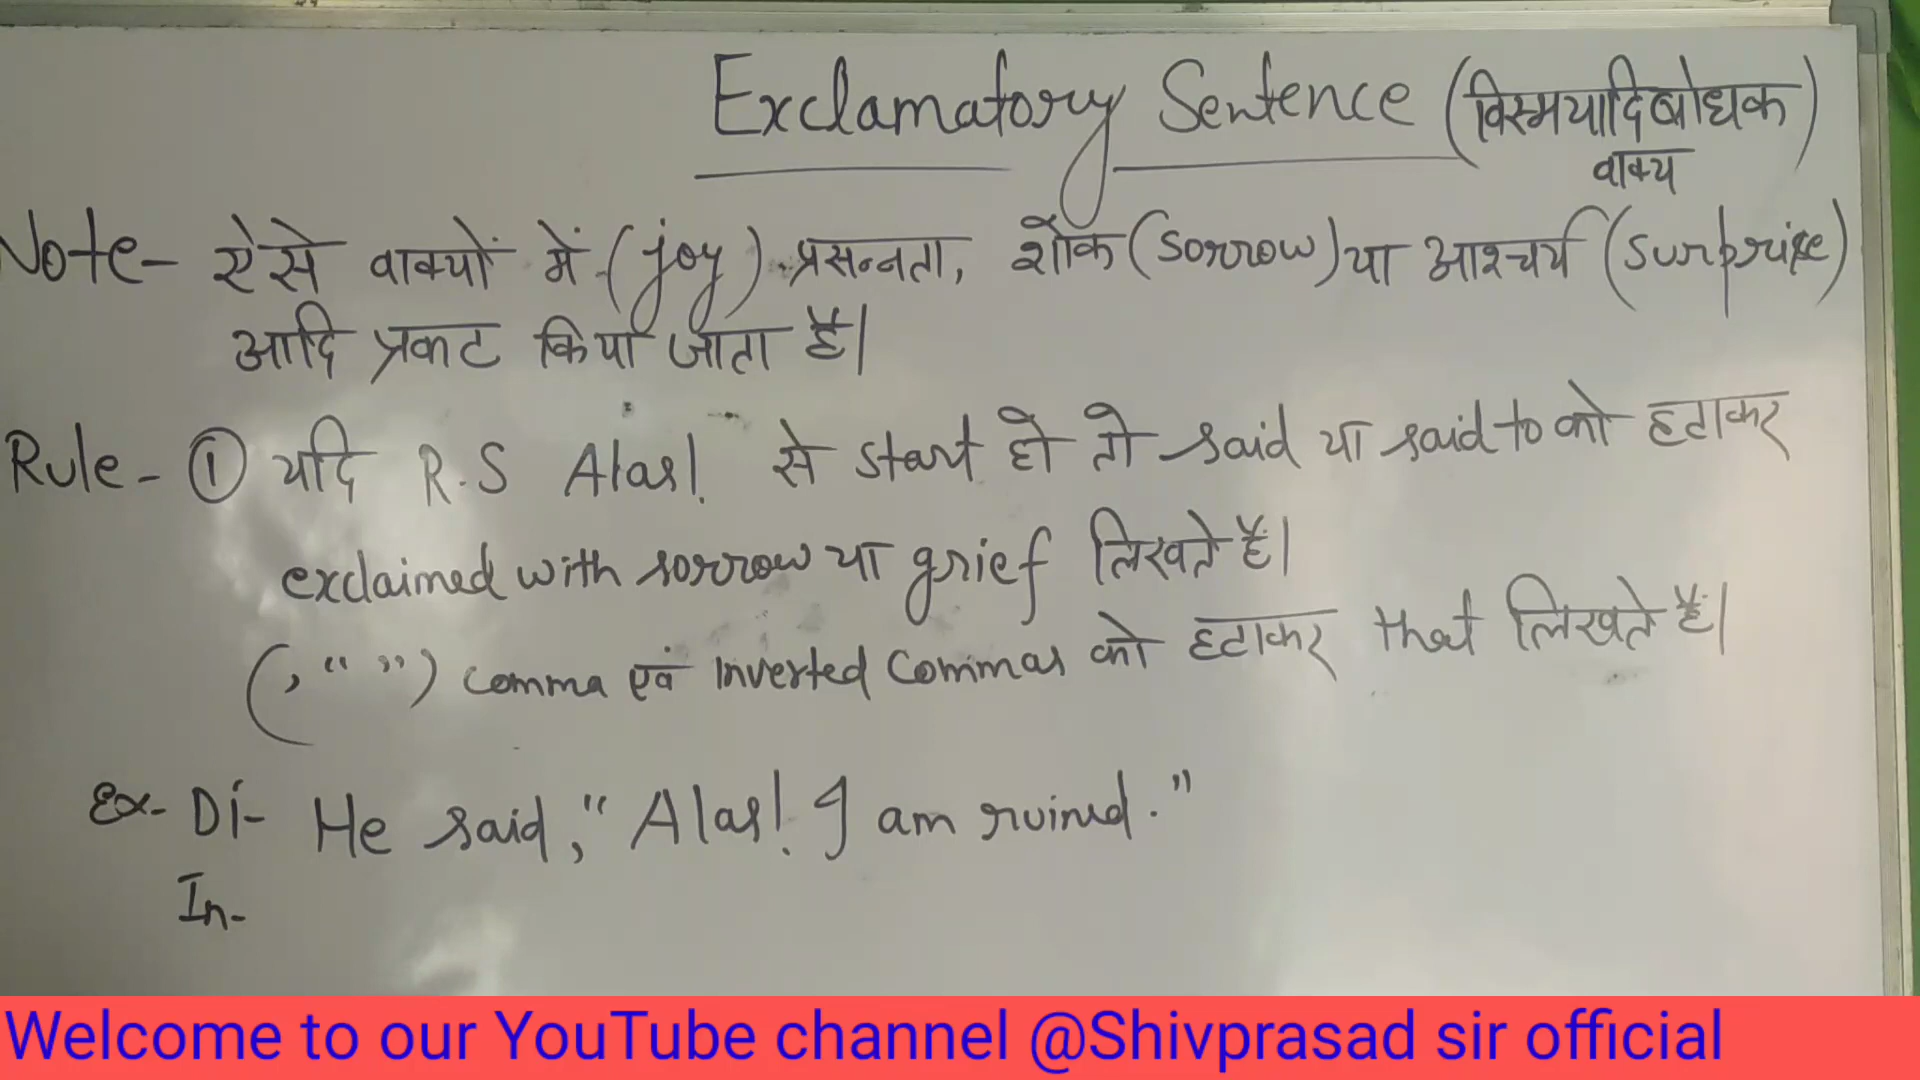 Exclamatory Sentence (विस्मयादिबोधक)
वाक्य
Note- ऐसे वाक्यों में (joy) प्रसन्नता, शोक (sorrow) या आश्चर्य (surprise)
आदि प्रकट किया जाता है।
Rule- ① यदि R.S Alas! से start हो तो said या said to को हटाकर
exclaimed with sorrow या grief लिखते है।
(, “ ”) comma एवं Inverted Commas को हटाकर that लिखते है।
Ex- Di- He said, “Alas! I am ruined.”
In-
Welcome to our YouTube channel @Shivprasad sir official